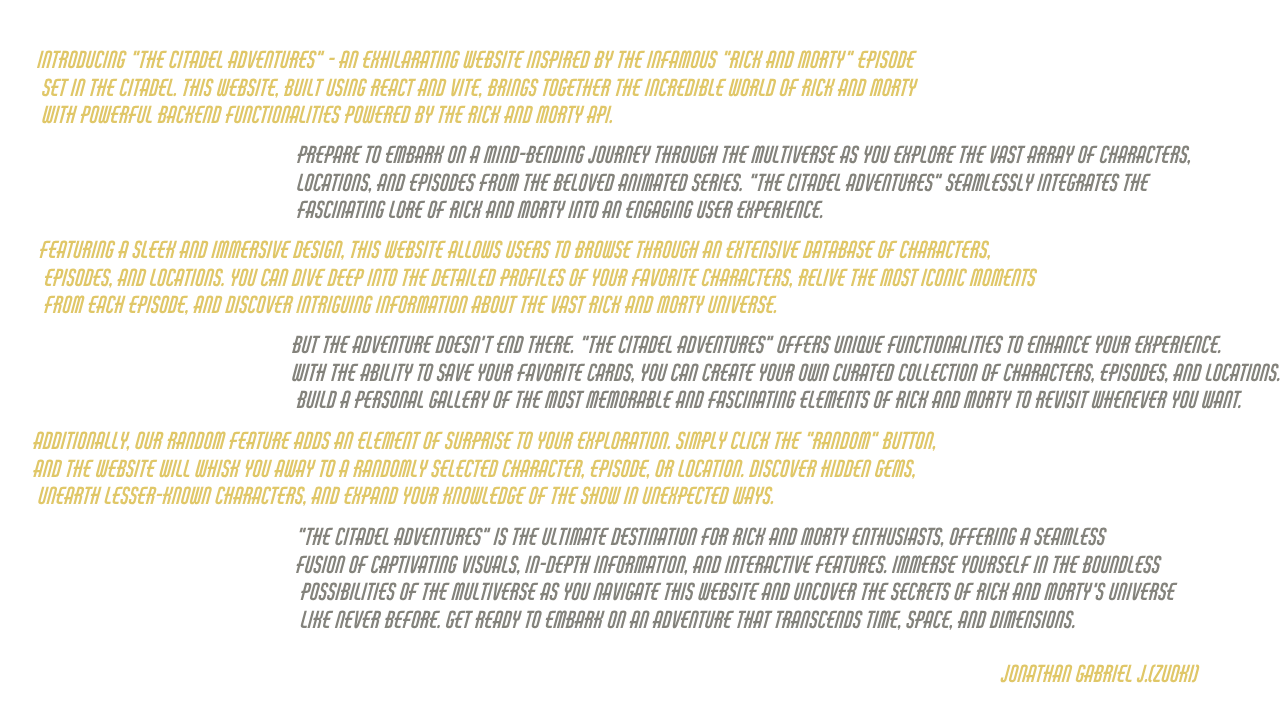 INTRODUCING "THE CITADEL ADVENTURES" - AN EXHILARATING WEBSITE INSPIRED BY THE INFAMOUS "RICK AND MORTY" EPISODE
SET IN THE CITADEL. THIS WEBSITE, BUILT USING REACT AND VITE, BRINGS TOGETHER THE INCREDIBLE WORLD OF RICK AND MORTY
WITH POWERFUL BACKEND FUNCTIONALITIES POWERED BY THE RICK AND MORTY API.
PREPARE TO EMBARK ON A MIND-BENDING JOURNEY THROUGH THE MULTIVERSE AS YOU EXPLORE THE VAST ARRAY OF CHARACTERS,
LOCATIONS, AND EPISODES FROM THE BELOVED ANIMATED SERIES. "THE CITADEL ADVENTURES" SEAMLESSLY INTEGRATES THE
FASCINATING LORE OF RICK AND MORTY INTO AN ENGAGING USER EXPERIENCE.
FEATURING A SLEEK AND IMMERSIVE DESIGN, THIS WEBSITE ALLOWS USERS TO BROWSE THROUGH AN EXTENSIVE DATABASE OF CHARACTERS,
EPISODES, AND LOCATIONS. YOU CAN DIVE DEEP INTO THE DETAILED PROFILES OF YOUR FAVORITE CHARACTERS, RELIVE THE MOST ICONIC MOMENTS
FROM EACH EPISODE, AND DISCOVER INTRIGUING INFORMATION ABOUT THE VAST RICK AND MORTY UNIVERSE.
BUT THE ADVENTURE DOESN'T END THERE. "THE CITADEL ADVENTURES" OFFERS UNIQUE FUNCTIONALITIES TO ENHANCE YOUR EXPERIENCE.
WITH THE ABILITY TO SAVE YOUR FAVORITE CARDS, YOU CAN CREATE YOUR OWN CURATED COLLECTION OF CHARACTERS, EPISODES, AND LOCATIONS.
BUILD A PERSONAL GALLERY OF THE MOST MEMORABLE AND FASCINATING ELEMENTS OF RICK AND MORTY TO REVISIT WHENEVER YOU WANT.
ADDITIONALLY, OUR RANDOM FEATURE ADDS AN ELEMENT OF SURPRISE TO YOUR EXPLORATION. SIMPLY CLICK THE "RANDOM" BUTTON,
AND THE WEBSITE WILL WHISK YOU AWAY TO A RANDOMLY SELECTED CHARACTER, EPISODE, OR LOCATION. DISCOVER HIDDEN GEMS,
UNEARTH LESSER-KNOWN CHARACTERS, AND EXPAND YOUR KNOWLEDGE OF THE SHOW IN UNEXPECTED WAYS.
"THE CITADEL ADVENTURES" IS THE ULTIMATE DESTINATION FOR RICK AND MORTY ENTHUSIASTS, OFFERING A SEAMLESS
FUSION OF CAPTIVATING VISUALS, IN-DEPTH INFORMATION, AND INTERACTIVE FEATURES. IMMERSE YOURSELF IN THE BOUNDLESS
POSSIBILITIES OF THE MULTIVERSE AS YOU NAVIGATE THIS WEBSITE AND UNCOVER THE SECRETS OF RICK AND MORTY'S UNIVERSE
LIKE NEVER BEFORE. GET READY TO EMBARK ON AN ADVENTURE THAT TRANSCENDS TIME, SPACE, AND DIMENSIONS.
JONATHAN GABRIEL J.(ZUOKI)